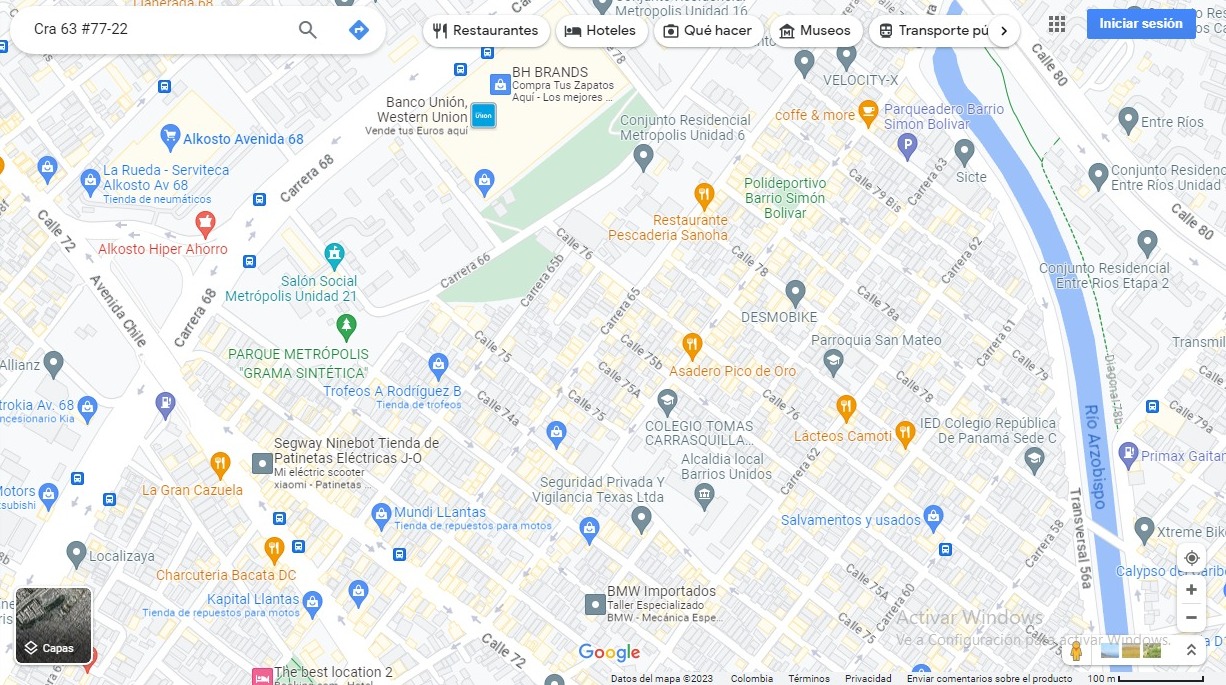 Galanerada 68
Conjunto Residencial
Metropolis Unidad 16
Cra 63 #77-22
Restaurantes
Hoteles
Qué hacer
Museos
Transporte pú
Iniciar sesión
Calle 80
VELOCITY-X
BH BRANDS
Compra Tus Zapatos
Aquí - Los mejores ...
Banco Unión,
Western Union
Vende tus Euros aquí
unión
coffe & more
Parqueadero Barrio
Simón Bolivar
Conjunto Residencial
Metropolis Unidad 6
Entre Ríos
Alkosto Avenida 68
La Rueda - Serviteca
Alkosto Av 68
Tienda de neumáticos
Carrera 68
Sicte
Carrera 63
Calle 79 Bis
Conjunto Residenc
Entre Ríos Unidad
Polideportivo
Barrio Simón
Bolivar
Restaurante
Pescaderia Sanoha
Calle 72
Alkosto Hiper Ahorro
Calle 80
Calle 76
Calle 78
Carrera 62
Salón Social
Metrópolis Unidad 21
Carrera 66
Carrera 65b
Conjunto Residencial
Entre Rios Etapa 2
Avenida Chile
Carrera 68
Carrera 65
Calle 78a
DESMOBIKE
Carrera 61
Parroquia San Mateo
Transmil
PARQUE METRÓPOLIS
"GRAMA SINTÉTICA"
Calle 75
Calle 75b
Calle 79
Allianz
Asadero Pico de Oro
Diagonal 78b
Trofeos A Rodríguez B
Tienda de trofeos
Calle 75A
Calle 78
trokia Av. 68
ncesionario Kia
Calle 74a
Calle 75
Calle 76
Calle 79a
COLEGIO TOMAS
CARRASQUILLA...
Lácteos Camoti
IED Colegio República
De Panamá Sede C
Río Arzobispo
Segway Ninebot Tienda de
Patinetas Eléctricas J-O
Mi eléctric scooter
xiaomi - Patinetas ...
Alcaldia local
Barrios Unidos
Carrera 62
Primax Gaitar
La Gran Cazuela
Seguridad Privada Y
Vigilancia Texas Ltda
Motors
tsubishi
Mundi LLantas
Tienda de repuestos para motos
Salvamentos y usados
Transversal 56a
Xtreme Bik
Carrera 58
Localizaya
Charcuteria Bacata DC
Calle 75A
Carrera 60
Kapital Llantas
Tienda de repuestos para motos
BMW Importados
Taller Especializado
BMW - Mecánica Espe...
Activar Windows
Ve a Configuración para activar Windows.
Capas
Calle 72
Google
The best location 2
Datos del mapa ©2023
Colombia
Términos
Privacidad
Enviar comentarios sobre el producto
100 m